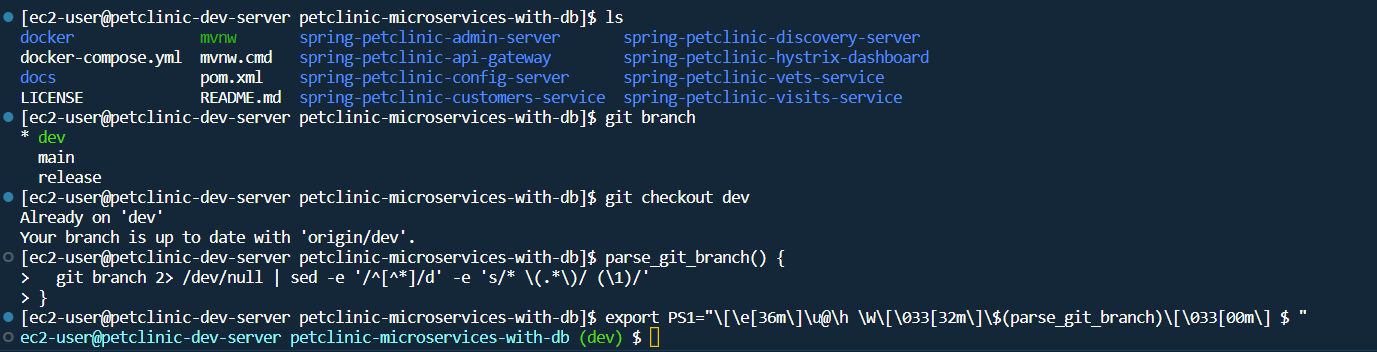 [ec2-user@petclinic-dev-server petclinic-microservices-with-db]$ ls
docker             mvnw       spring-petclinic-admin-server       spring-petclinic-discovery-server
docker-compose.yml mvnw.cmd   spring-petclinic-api-gateway        spring-petclinic-hystrix-dashboard
docs               pom.xml    spring-petclinic-config-server      spring-petclinic-vets-service
LICENSE            README.md  spring-petclinic-customers-service  spring-petclinic-visits-service
[ec2-user@petclinic-dev-server petclinic-microservices-with-db]$ git branch
* dev
  main
  release
[ec2-user@petclinic-dev-server petclinic-microservices-with-db]$ git checkout dev
Already on 'dev'
Your branch is up to date with 'origin/dev'.
[ec2-user@petclinic-dev-server petclinic-microservices-with-db]$ parse_git_branch() {
>   git branch 2> /dev/null | sed -e '/^[^*]/d' -e 's/* \(.*\)/ (\1)/'
> }
[ec2-user@petclinic-dev-server petclinic-microservices-with-db]$ export PS1="\[\e[36m\]\u@\h \W\[\033[32m\]\$(parse_git_branch)\[\033[00m\] $ "
ec2-user@petclinic-dev-server petclinic-microservices-with-db (dev) $